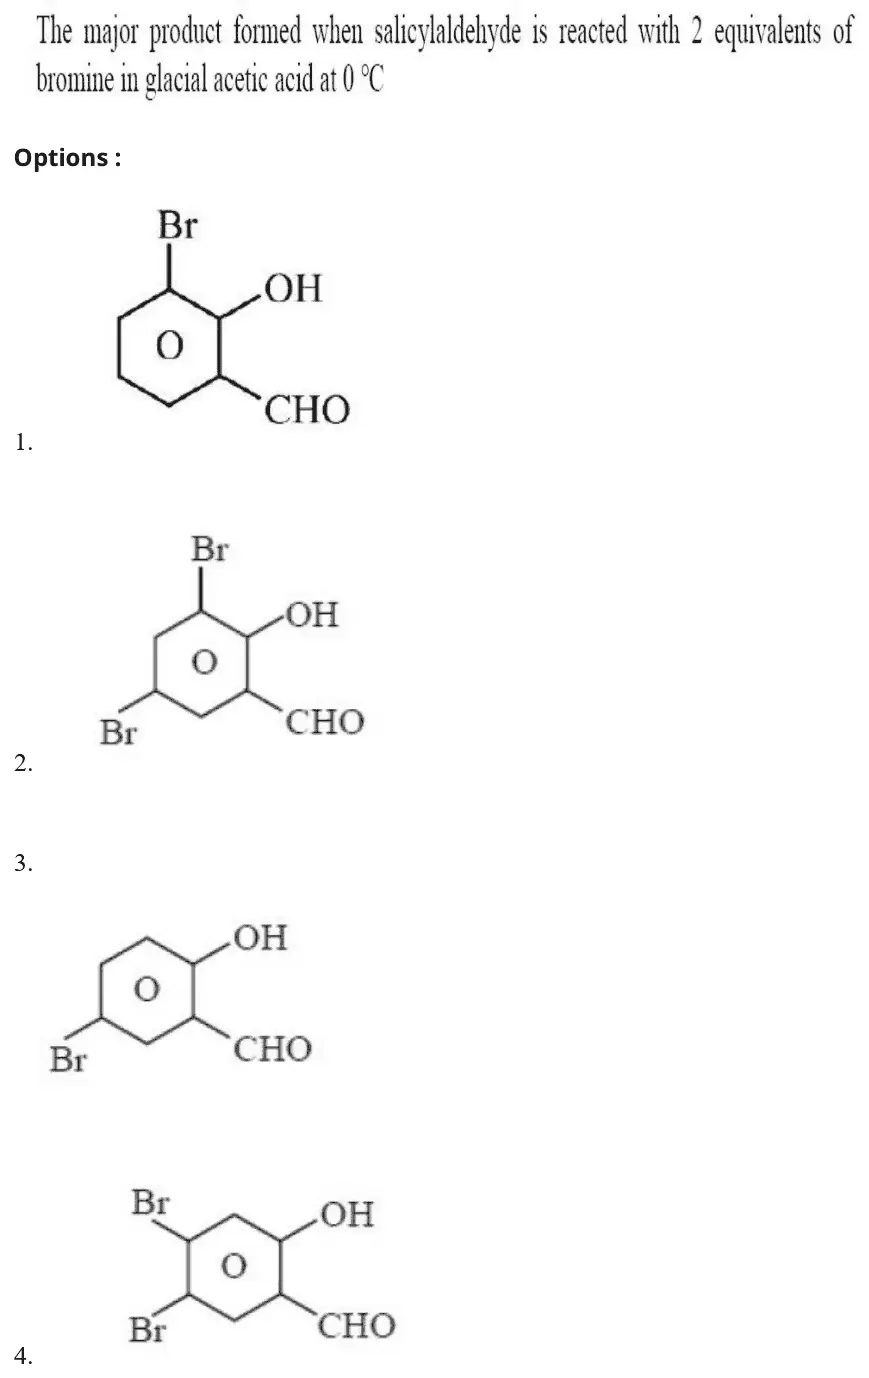 The major product formed when salicylaldehyde is reacted with 2 equivalents of
bromine in glacial acetic acid at 0 °C
Options :
Br
OH
O
CHO
1.
Br
OH
O
Br
CHO
2.
3.
OH
O
Br
CHO
Br
OH
O
Br
CHO
4.